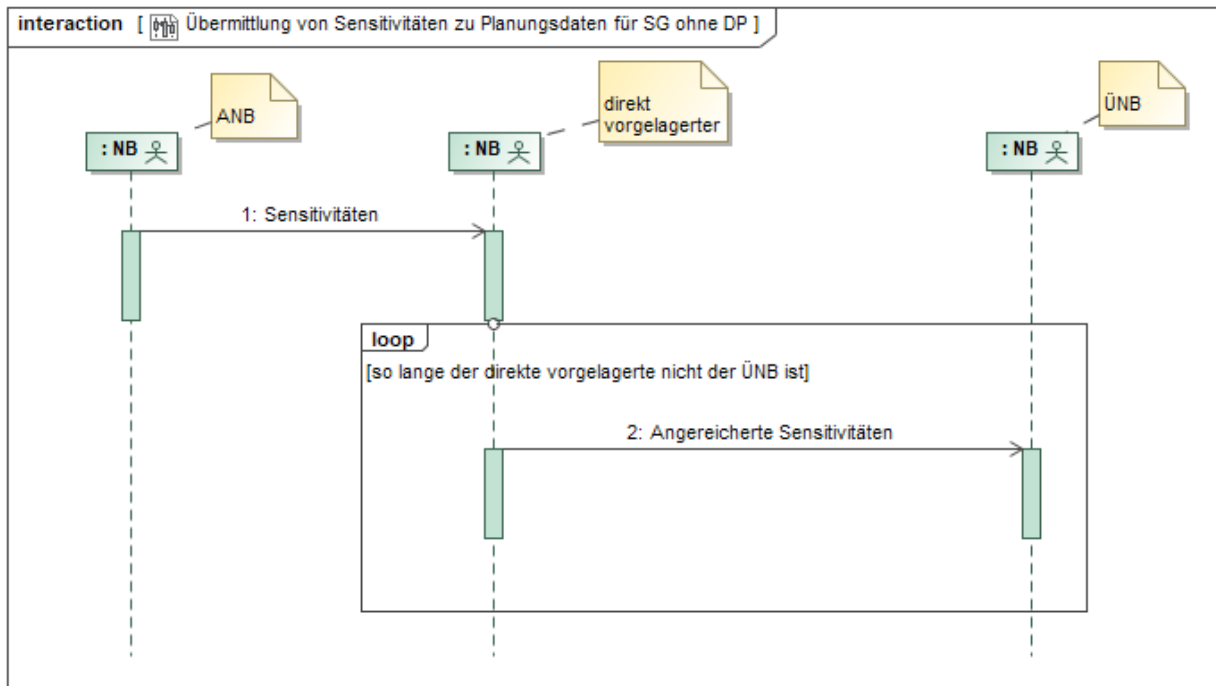 interaction [ Übermittlung von Sensitivitäten zu Planungsdaten für SG ohne DP ]
ANB
direkt
vorgelagerter
ÜNB
: NB
: NB
: NB
1: Sensitivitäten
loop
[so lange der direkte vorgelagerte nicht der ÜNB ist]
2: Angereicherte Sensitivitäten